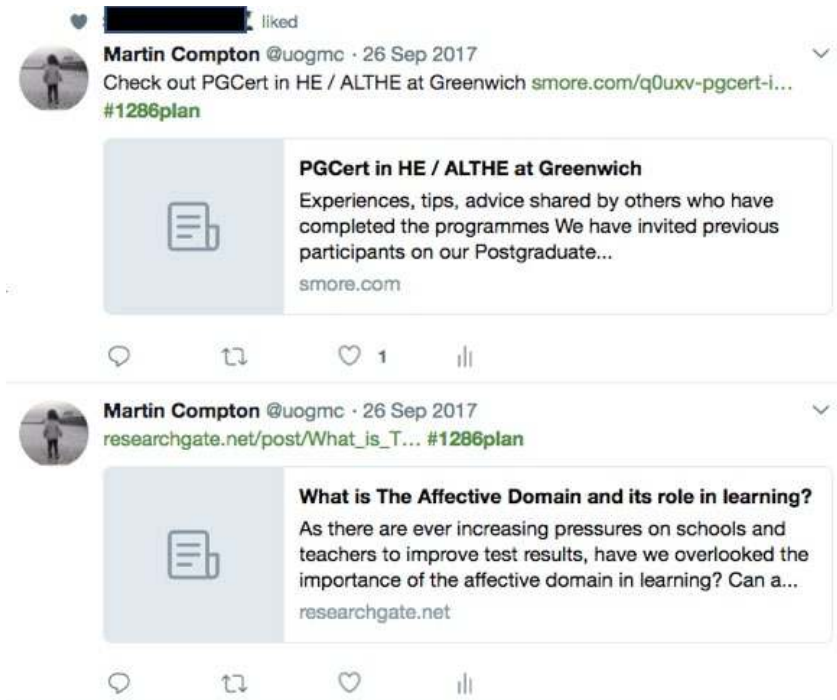 liked
Martin Compton @uogmc · 26 Sep 2017
Check out PGCert in HE / ALTHE at Greenwich smore.com/q0uxv-pgcert-i...
#1286plan
PGCert in HE / ALTHE at Greenwich
Experiences, tips, advice shared by others who have
completed the programmes We have invited previous
participants on our Postgraduate...
smore.com
1
Martin Compton @uogmc · 26 Sep 2017
researchgate.net/post/What_is_T... #1286plan
What is The Affective Domain and its role in learning?
As there are ever increasing pressures on schools and
teachers to improve test results, have we overlooked the
importance of the affective domain in learning? Can a...
researchgate.net